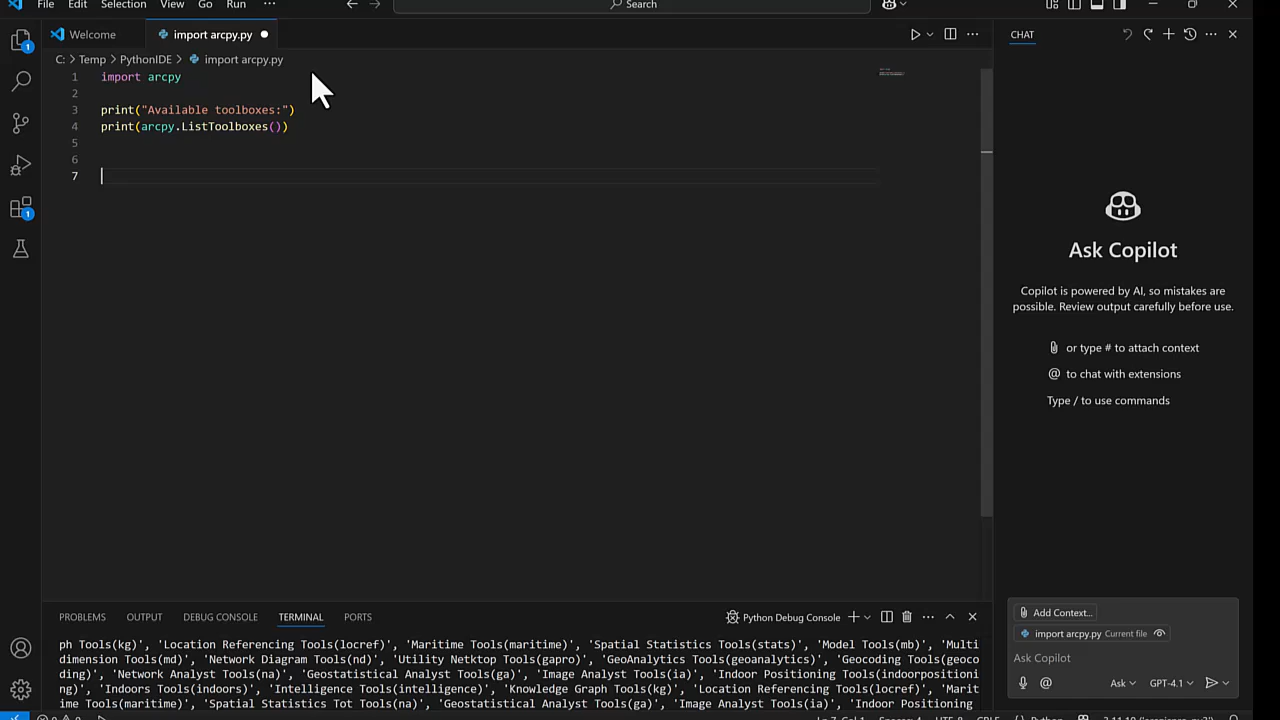 File Edit Selection View Go Run ··· Search
Welcome import arcpy.py
C: > Temp > PythonIDE > import arcpy.py
1 import arcpy
2
3 print("Available toolboxes:")
4 print(arcpy.ListToolboxes())
5
6
7
CHAT
Ask Copilot
Copilot is powered by AI, so mistakes are
possible. Review output carefully before use.
or type # to attach context
@ to chat with extensions
Type / to use commands
Add Context...
import arcpy.py Current file
Ask Copilot
@ Ask GPT-4.1
1
1
PROBLEMS OUTPUT DEBUG CONSOLE TERMINAL PORTS Python Debug Console
ph Tools(kg)', 'Location Referencing Tools(locref)', 'Maritime Tools(maritime)', 'Spatial Statistics Tools(stats)', 'Model Tools(mb)', 'Multi
dimension Tools(md)', 'Network Diagram Tools(nd)', 'Utility Netktop Tools(gapro)', 'GeoAnalytics Tools(geoanalytics)', 'Geocoding Tools(geoco
ding)', 'Network Analyst Tools(na)', 'Geostatistical Analyst Tools(ga)', 'Image Analyst Tools(ia)', 'Indoor Positioning Tools(indoorpositioni
ng)', 'Indoors Tools(indoors)', 'Intelligence Tools(intelligence)', 'Knowledge Graph Tools(kg)', 'Location Referencing Tools(locref)', 'Marit
ime Tools(maritime)', 'Spatial Statistics Tot Tools(na)', 'Geostatistical Analyst Tools(ga)', 'Image Analyst Tools(ia)', 'Indoor Positioning